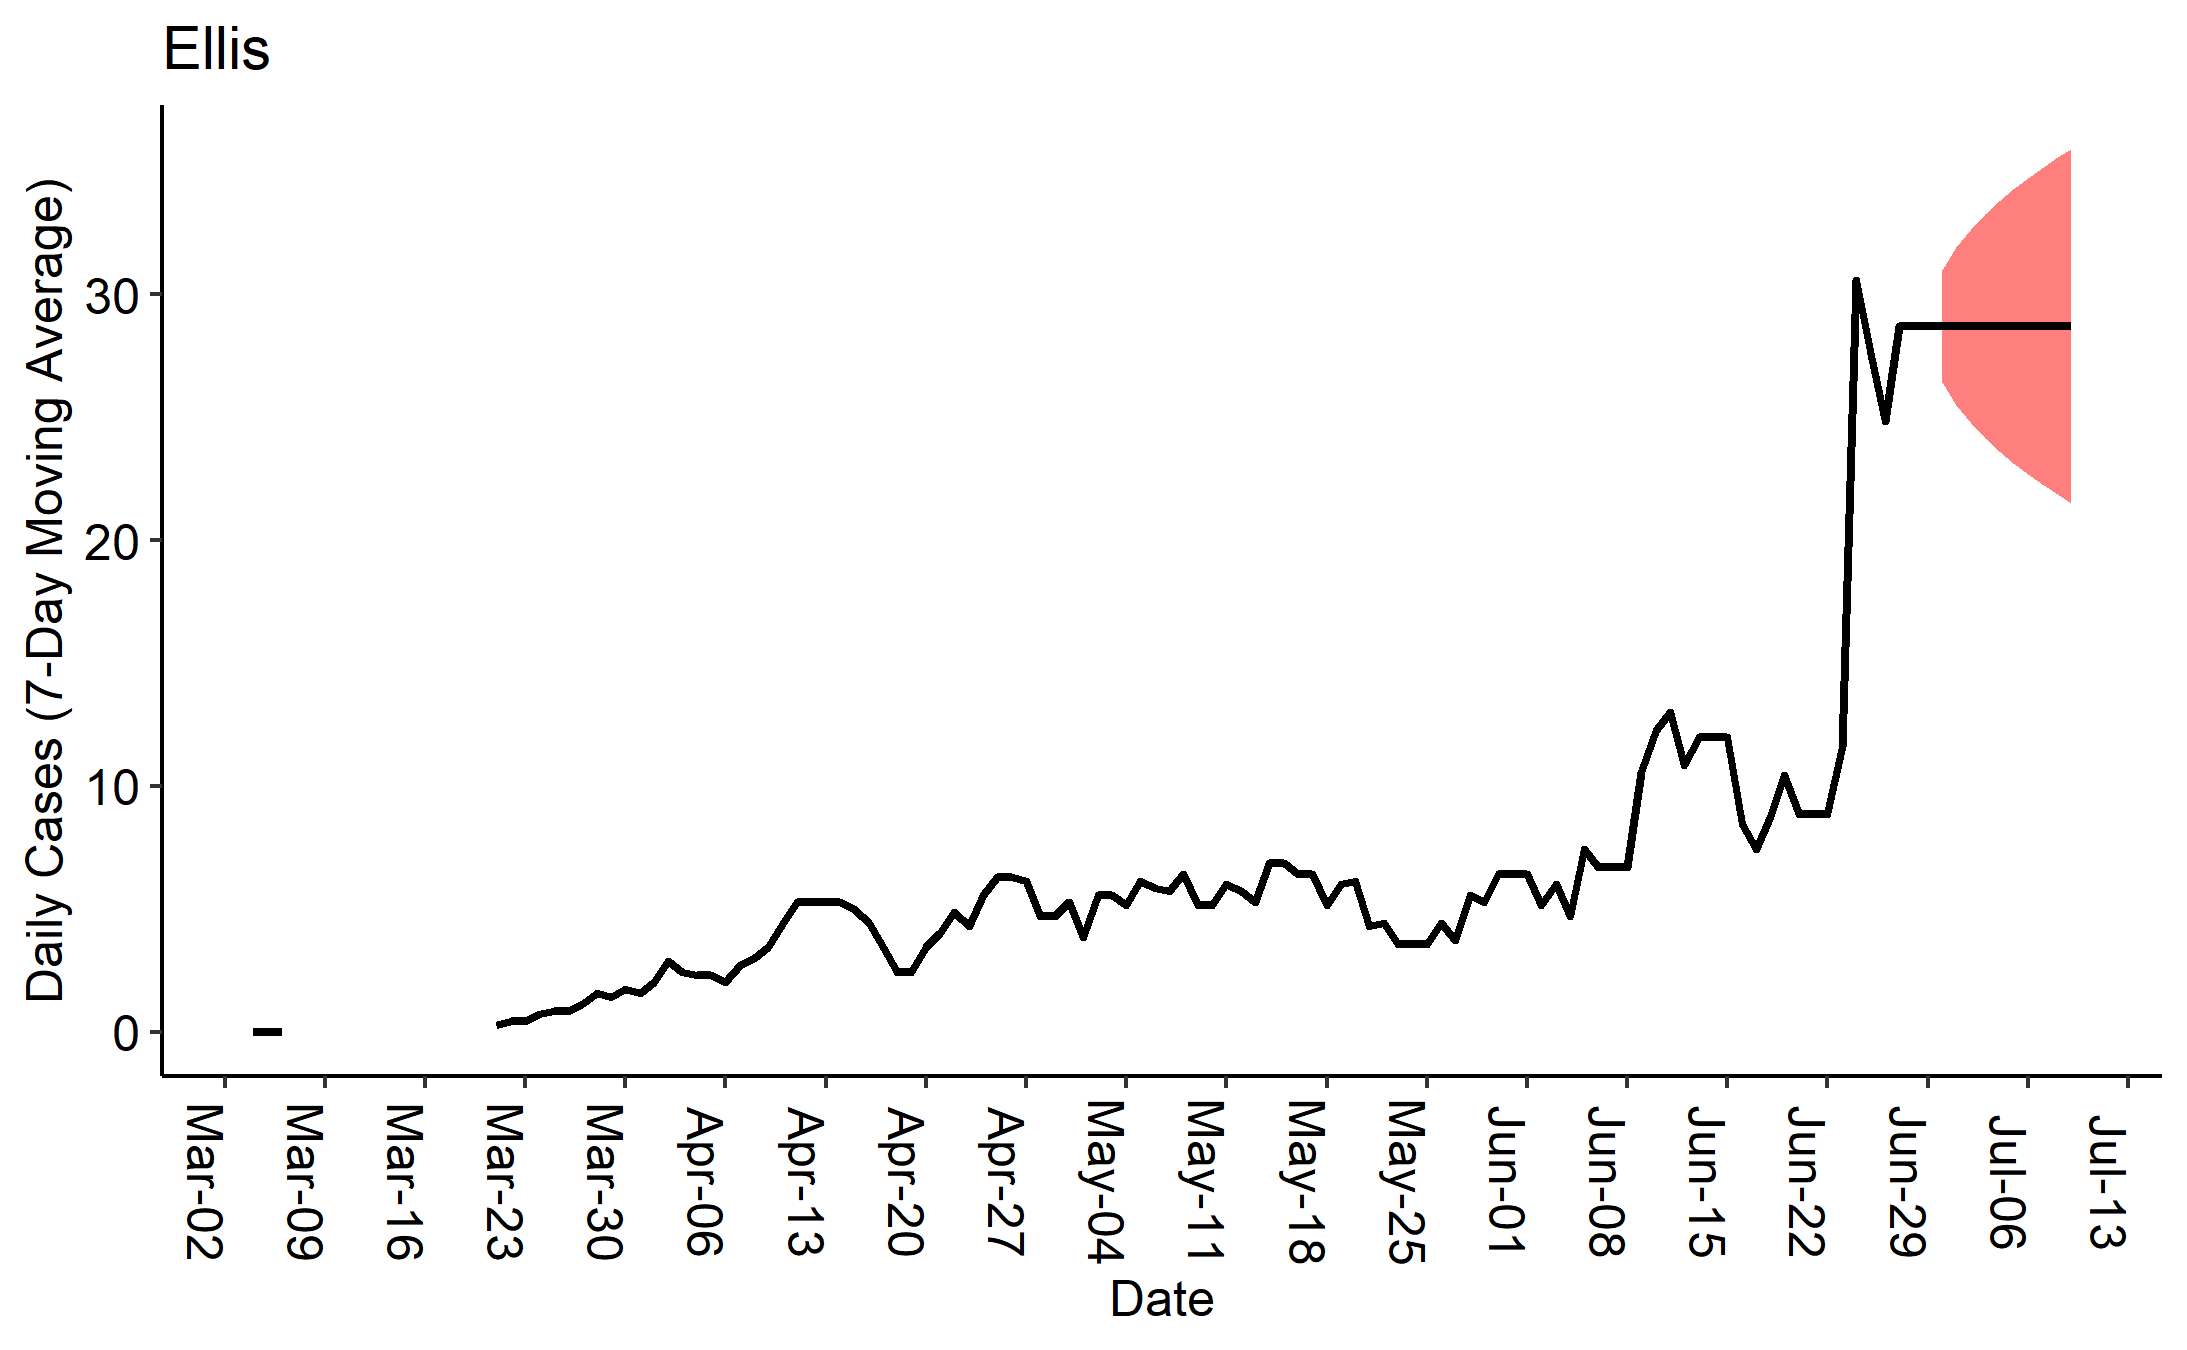 Ellis
Daily Cases (7-Day Moving Average)
30
20
10
0
Mar-02
Mar-09
Mar-16
Mar-23
Mar-30
Apr-06
Apr-13
Apr-20
Apr-27
May-04
May-11
May-18
May-25
Jun-01
Jun-08
Jun-15
Jun-22
Jun-29
Jul-06
Jul-13
Date